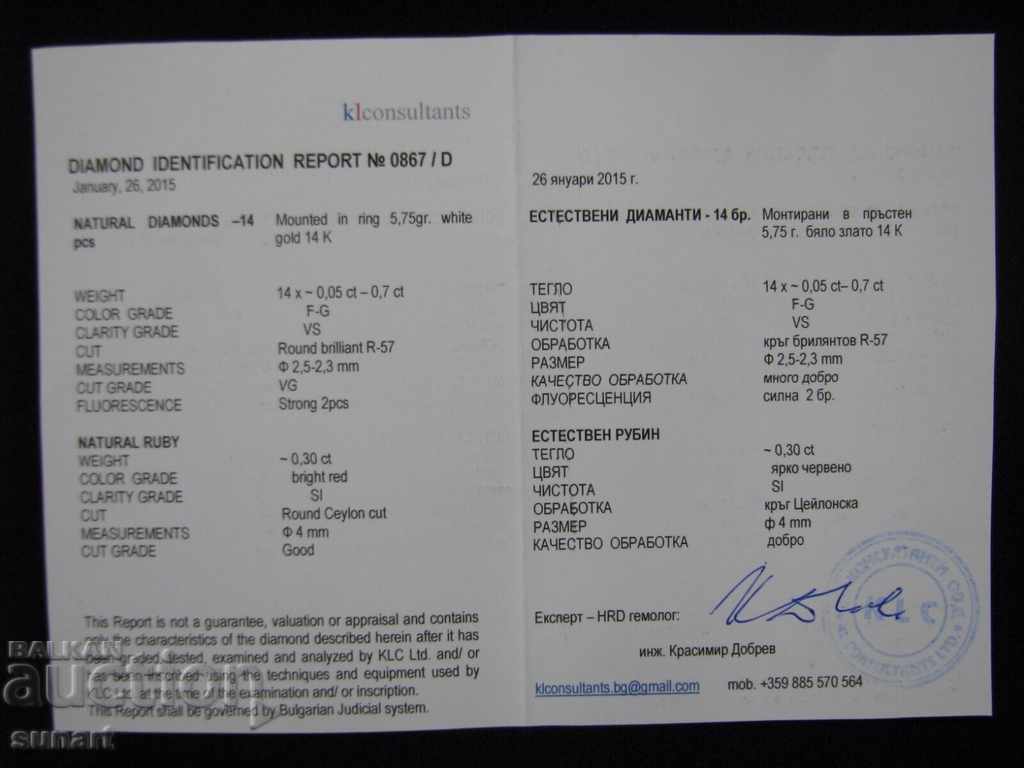 klconsultants
DIAMOND IDENTIFICATION REPORT № 0867 / D
January, 26, 2015
NATURAL DIAMONDS –14 pcs
Mounted in ring 5,75gr. white gold 14 K
WEIGHT 14 x ~ 0,05 ct – 0,7 ct
COLOR GRADE F-G
CLARITY GRADE VS
CUT Round brilliant R-57
MEASUREMENTS Ф 2,5-2,3 mm
CUT GRADE VG
FLUORESCENCE Strong 2pcs
NATURAL RUBY
WEIGHT ~ 0,30 ct
COLOR GRADE bright red
CLARITY GRADE SI
CUT Round Ceylon cut
MEASUREMENTS Ф 4 mm
CUT GRADE Good
This Report is not a guarantee, valuation or appraisal and contains
only the characteristics of the diamond described herein after it has
been graded, tested, examined and analyzed by KLC Ltd. and/ or
has been inscribed using the techniques and equipment used by
KLC Ltd. at the time of the examination and/ or inscription.
This Report shall be governed by Bulgarian Judicial system.
26 януари 2015 г.
ЕСТЕСТВЕНИ ДИАМАНТИ - 14 бр. Монтирани в пръстен
5,75 г. бяло злато 14 К
ТЕГЛО 14 x ~ 0,05 ct– 0,7 ct
ЦВЯТ F-G
ЧИСТОТА VS
ОБРАБОТКА кръг брилянтов R-57
РАЗМЕР Ф 2,5-2,3 mm
КАЧЕСТВО ОБРАБОТКА много добро
ФЛУОРЕСЦЕНЦИЯ силна 2 бр.
ЕСТЕСТВЕН РУБИН
ТЕГЛО ~ 0,30 ct
ЦВЯТ ярко червено
ЧИСТОТА SI
ОБРАБОТКА кръг Цейлонска
РАЗМЕР ф 4 mm
КАЧЕСТВО ОБРАБОТКА добро
Експерт – HRD гемолог:
инж. Красимир Добрев
klconsultants.bg@gmail.com mob. +359 885 570 564
KLC
BALKAN
auction
sunart